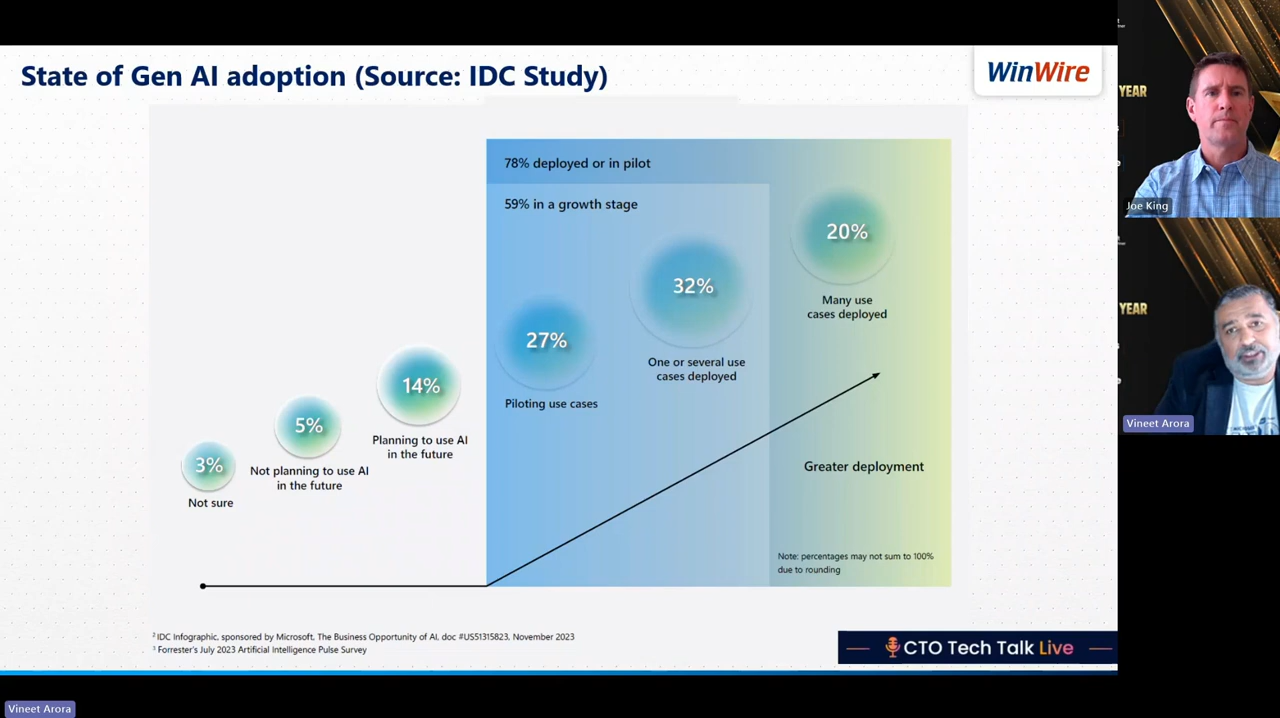 State of Gen AI adoption (Source: IDC Study)
WinWire
78% deployed or in pilot
59% in a growth stage
20%
Many use
cases deployed
32%
One or several use
cases deployed
27%
Piloting use cases
14%
Planning to use AI
in the future
5%
Not planning to use AI
in the future
3%
Not sure
Greater deployment
Note: percentages may not sum to 100%
due to rounding
² IDC Infographic, sponsored by Microsoft, The Business Opportunity of AI, doc #US51315823, November 2023
³ Forrester's July 2023 Artificial Intelligence Pulse Survey
CTO Tech Talk Live
YEAR
Joe King
YEAR
Vineet Arora
Vineet Arora